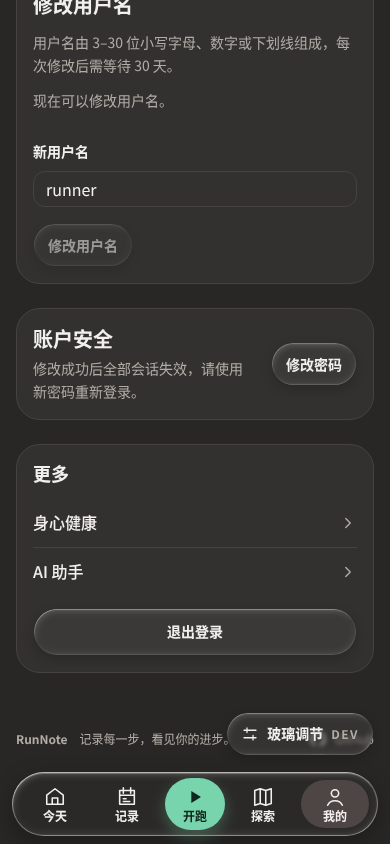 修改用户名
用户名由 3–30 位小写字母、数字或下划线组成，每
次修改后需等待 30 天。
现在可以修改用户名。
新用户名
runner
修改用户名
账户安全
修改成功后全部会话失效，请使用
新密码重新登录。
修改密码
更多
身心健康
AI 助手
退出登录
RunNote 记录每一步，看见你的进步。
玻璃调节 DEV
今天
记录
开跑
探索
我的